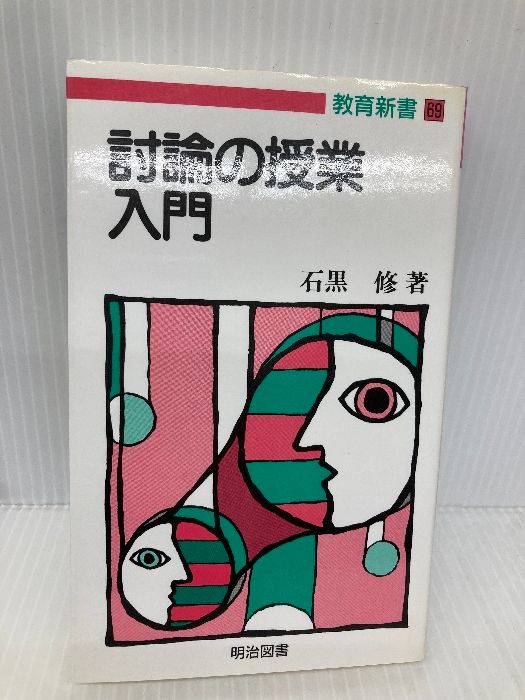 教育新書 69
討論の授業
入門
石黒 修 著
明治図書